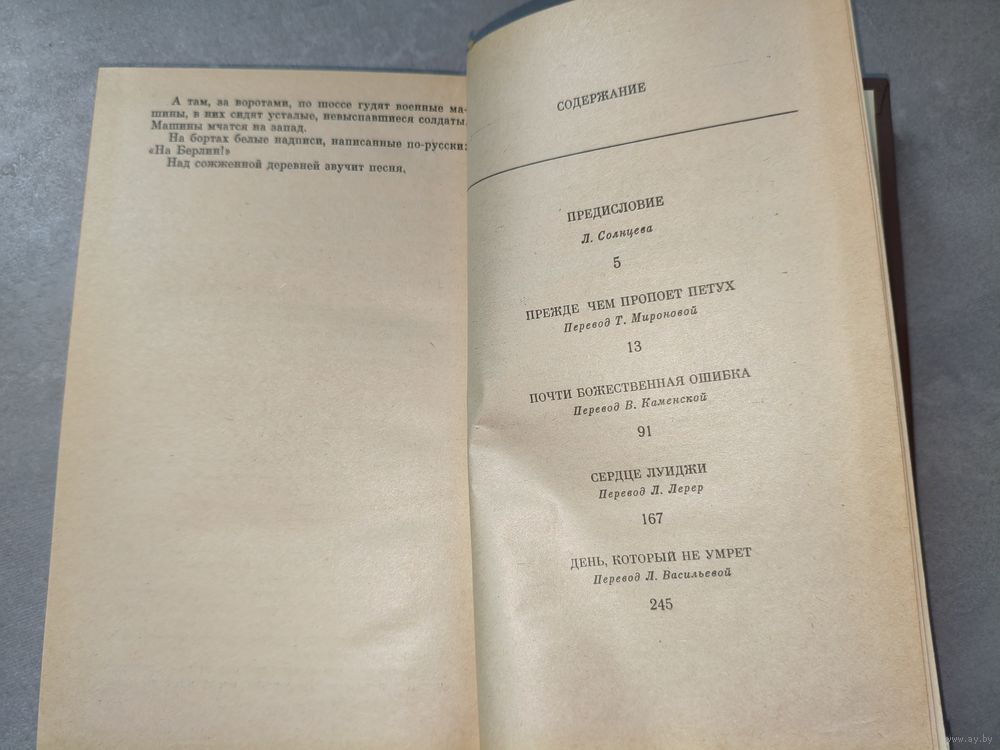 А там, за воротами, по шоссе гудят военные ма-
шины, в них сидят усталые, невыспавшиеся солдаты.
Машины мчатся на запад.
На бортах белые надписи, написанные по-русски:
«На Берлин!»
Над сожженной деревней звучит песня,
СОДЕРЖАНИЕ
ПРЕДИСЛОВИЕ
Л. Солнцева
5
ПРЕЖДЕ ЧЕМ ПРОПОЕТ ПЕТУХ
Перевод Т. Мироновой
13
ПОЧТИ БОЖЕСТВЕННАЯ ОШИБКА
Перевод В. Каменской
91
СЕРДЦЕ ЛУИДЖИ
Перевод Л. Лерер
167
ДЕНЬ, КОТОРЫЙ НЕ УМРЕТ
Перевод Л. Васильевой
245
www.ay.by